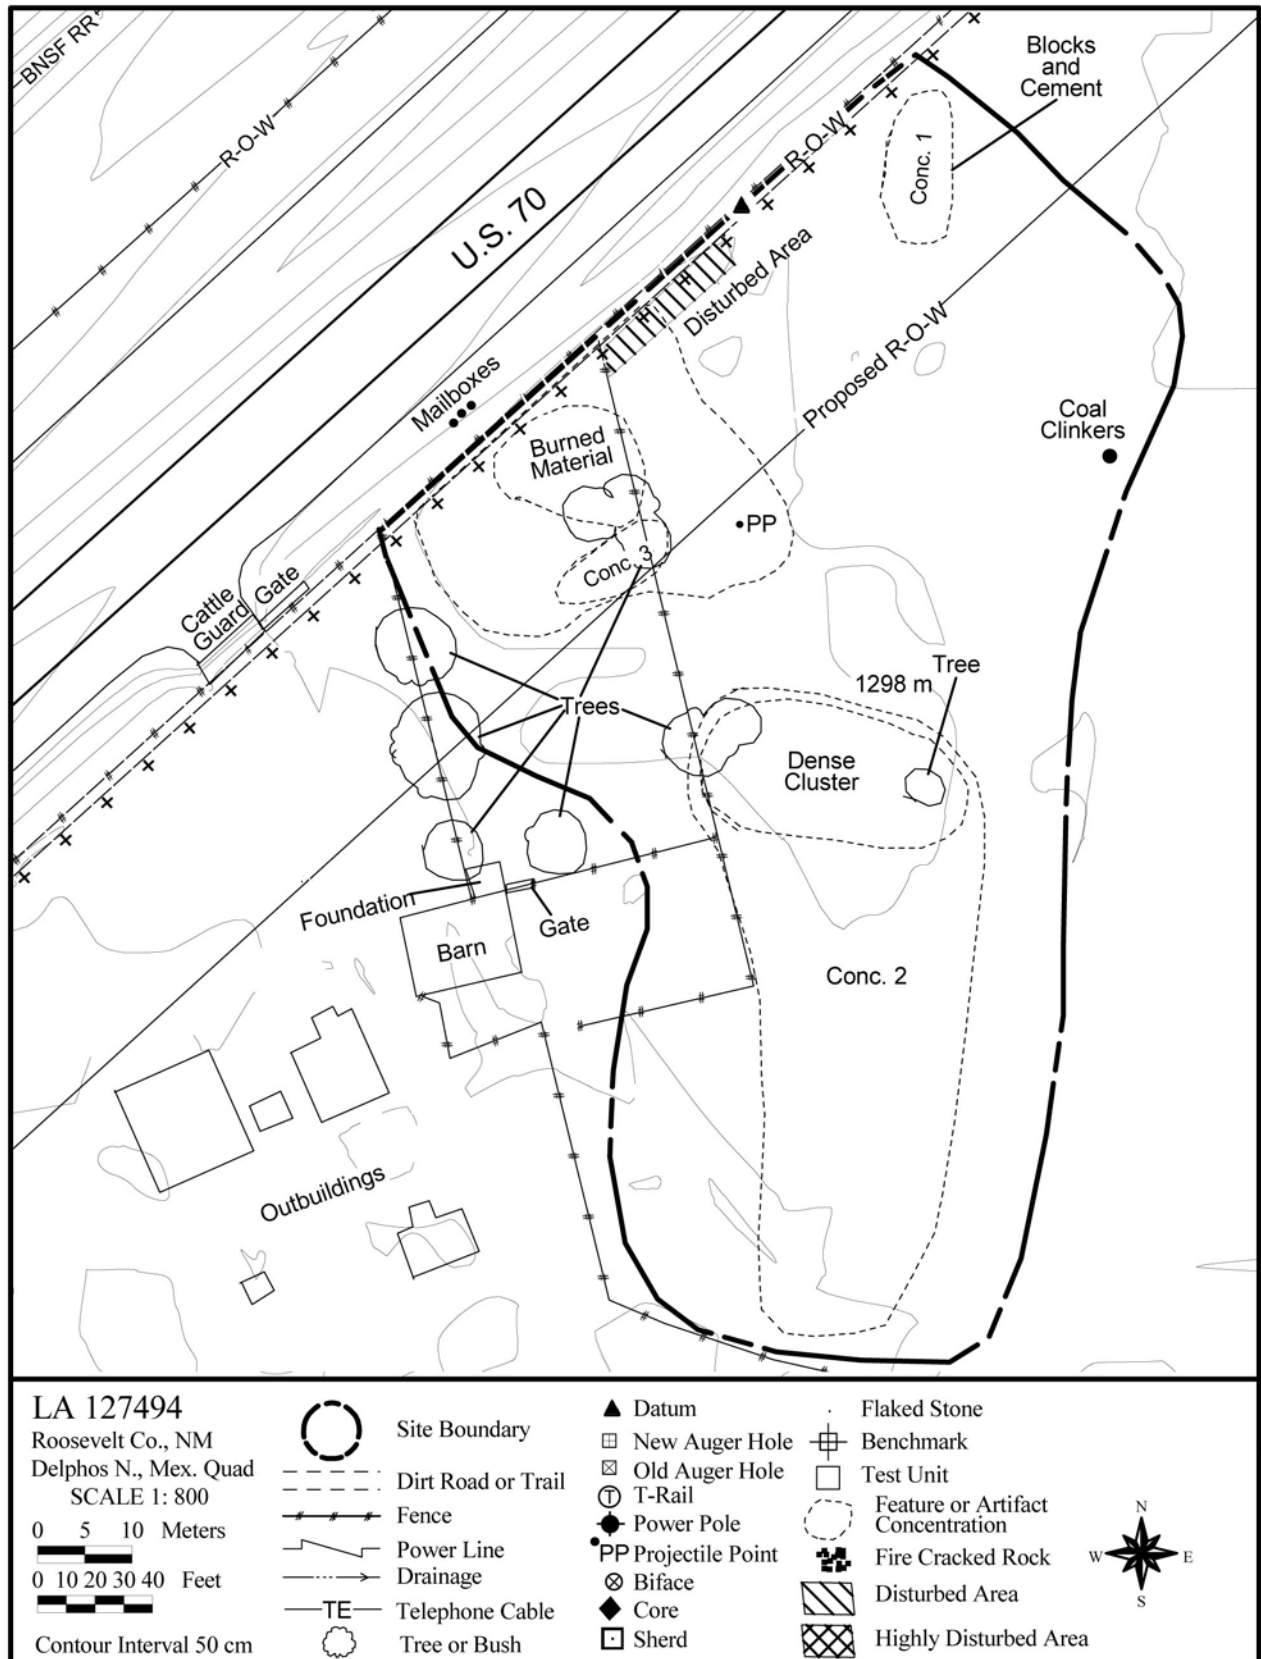 BNSF RR
R-O-W
U.S. 70
R-O-W
Blocks
and
Cement
Conc. 1
Disturbed Area
Proposed R-O-W
Mailboxes
Burned
Material
Coal
Clinkers
PP
Conc. 3
Cattle
Guard
Gate
Tree
1298 m
Trees
Dense
Cluster
Foundation
Gate
Barn
Conc. 2
Outbuildings
LA 127494
Roosevelt Co., NM
Delphos N., Mex. Quad
SCALE 1: 800
0 5 10 Meters
0 10 20 30 40 Feet
Contour Interval 50 cm
Site Boundary
Dirt Road or Trail
Fence
Power Line
Drainage
TE Telephone Cable
Tree or Bush
Datum
New Auger Hole
Old Auger Hole
T T-Rail
Power Pole
PP Projectile Point
Biface
Core
Sherd
Flaked Stone
Benchmark
Test Unit
Feature or Artifact
Concentration
Fire Cracked Rock
Disturbed Area
Highly Disturbed Area
N
W E
S